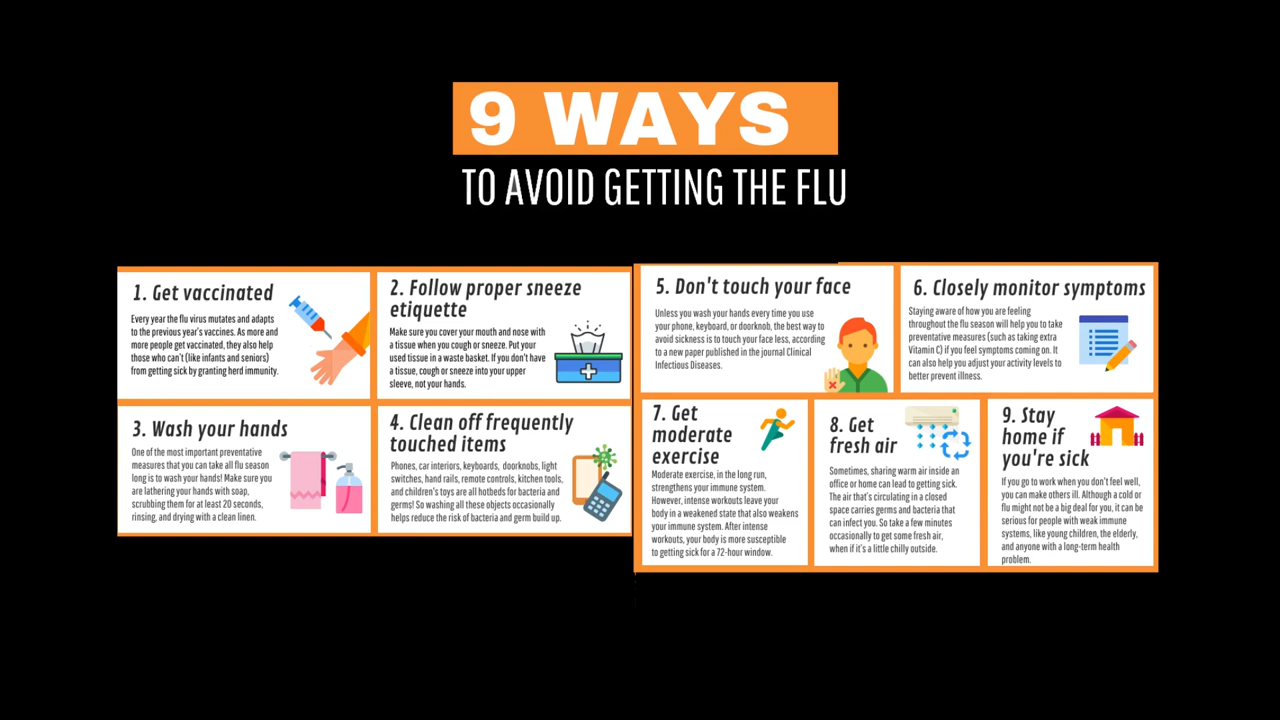 9 WAYS
TO AVOID GETTING THE FLU
1. Get vaccinated
Every year the flu virus mutates and adapts
to the previous year's vaccines. As more and
more people get vaccinated, they also help
those who can't (like infants and seniors)
from getting sick by granting herd immunity.
2. Follow proper sneeze
etiquette
Make sure you cover your mouth and nose with
a tissue when you cough or sneeze. Put your
used tissue in a waste basket. If you don't have
a tissue, cough or sneeze into your upper
sleeve, not your hands.
3. Wash your hands
One of the most important preventative
measures that you can take all flu season
long is to wash your hands! Make sure you
are lathering your hands with soap,
scrubbing them for at least 20 seconds,
rinsing, and drying with a clean linen.
4. Clean off frequently
touched items
Phones, car interiors, keyboards, doorknobs, light
switches, hand rails, remote controls, kitchen tools,
and children's toys are all hotbeds for bacteria and
germs! So washing all these objects occasionally
helps reduce the risk of bacteria and germ build up.
5. Don't touch your face
Unless you wash your hands every time you use
your phone, keyboard, or doorknob, the best way to
avoid sickness is to touch your face less, according
to a new paper published in the journal Clinical
Infectious Diseases.
6. Closely monitor symptoms
Staying aware of how you are feeling
throughout the flu season will help you to take
preventative measures (such as taking extra
Vitamin C) if you feel symptoms coming on. It
can also help you adjust your activity levels to
better prevent illness.
7. Get
moderate
exercise
Moderate exercise, in the long run,
strengthens your immune system.
However, intense workouts leave your
body in a weakened state that also weakens
your immune system. After intense
workouts, your body is more susceptible
to getting sick for a 72-hour window.
8. Get
fresh air
Sometimes, sharing warm air inside an
office or home can lead to getting sick.
The air that's circulating in a closed
space carries germs and bacteria that
can infect you. So take a few minutes
occasionally to get some fresh air,
when if it's a little chilly outside.
9. Stay
home if
you're sick
If you go to work when you don't feel well,
you can make others ill. Although a cold or
flu might not be a big deal for you, it can be
serious for people with weak immune
systems, like young children, the elderly,
and anyone with a long-term health
problem.